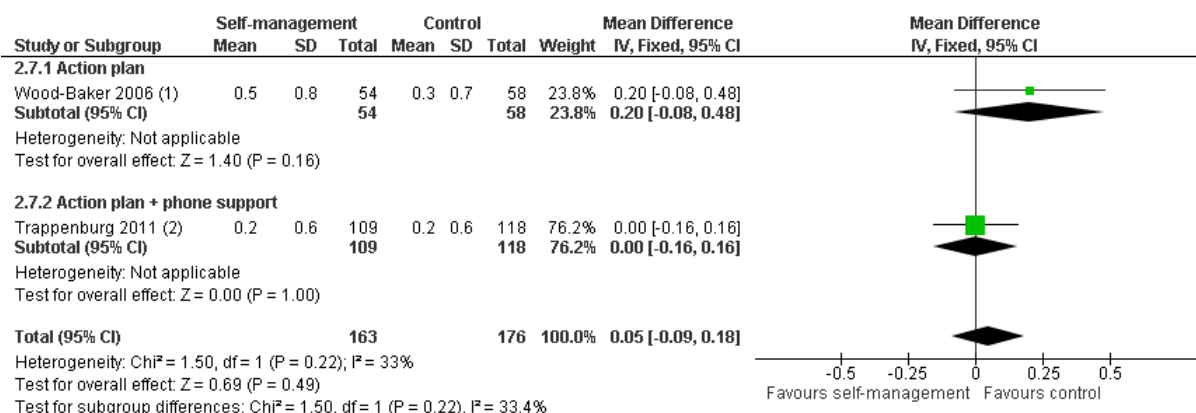 Self-management Control Mean Difference Mean Difference
Study or Subgroup Mean SD Total Mean SD Total Weight IV, Fixed, 95% CI IV, Fixed, 95% CI
2.7.1 Action plan
Wood-Baker 2006 (1) 0.5 0.8 54 0.3 0.7 58 23.8% 0.20 [-0.08, 0.48]
Subtotal (95% CI) 54 58 23.8% 0.20 [-0.08, 0.48]
Heterogeneity: Not applicable
Test for overall effect: Z = 1.40 (P = 0.16)
2.7.2 Action plan + phone support
Trappenburg 2011 (2) 0.2 0.6 109 0.2 0.6 118 76.2% 0.00 [-0.16, 0.16]
Subtotal (95% CI) 109 118 76.2% 0.00 [-0.16, 0.16]
Heterogeneity: Not applicable
Test for overall effect: Z = 0.00 (P = 1.00)
Total (95% CI) 163 176 100.0% 0.05 [-0.09, 0.18]
Heterogeneity: Chi² = 1.50, df = 1 (P = 0.22); I² = 33%
Test for overall effect: Z = 0.69 (P = 0.49)
Test for subgroup differences: Chi² = 1.50, df = 1 (P = 0.22), I² = 33.4%
-0.5 -0.25 0 0.25 0.5
Favours self-management Favours control